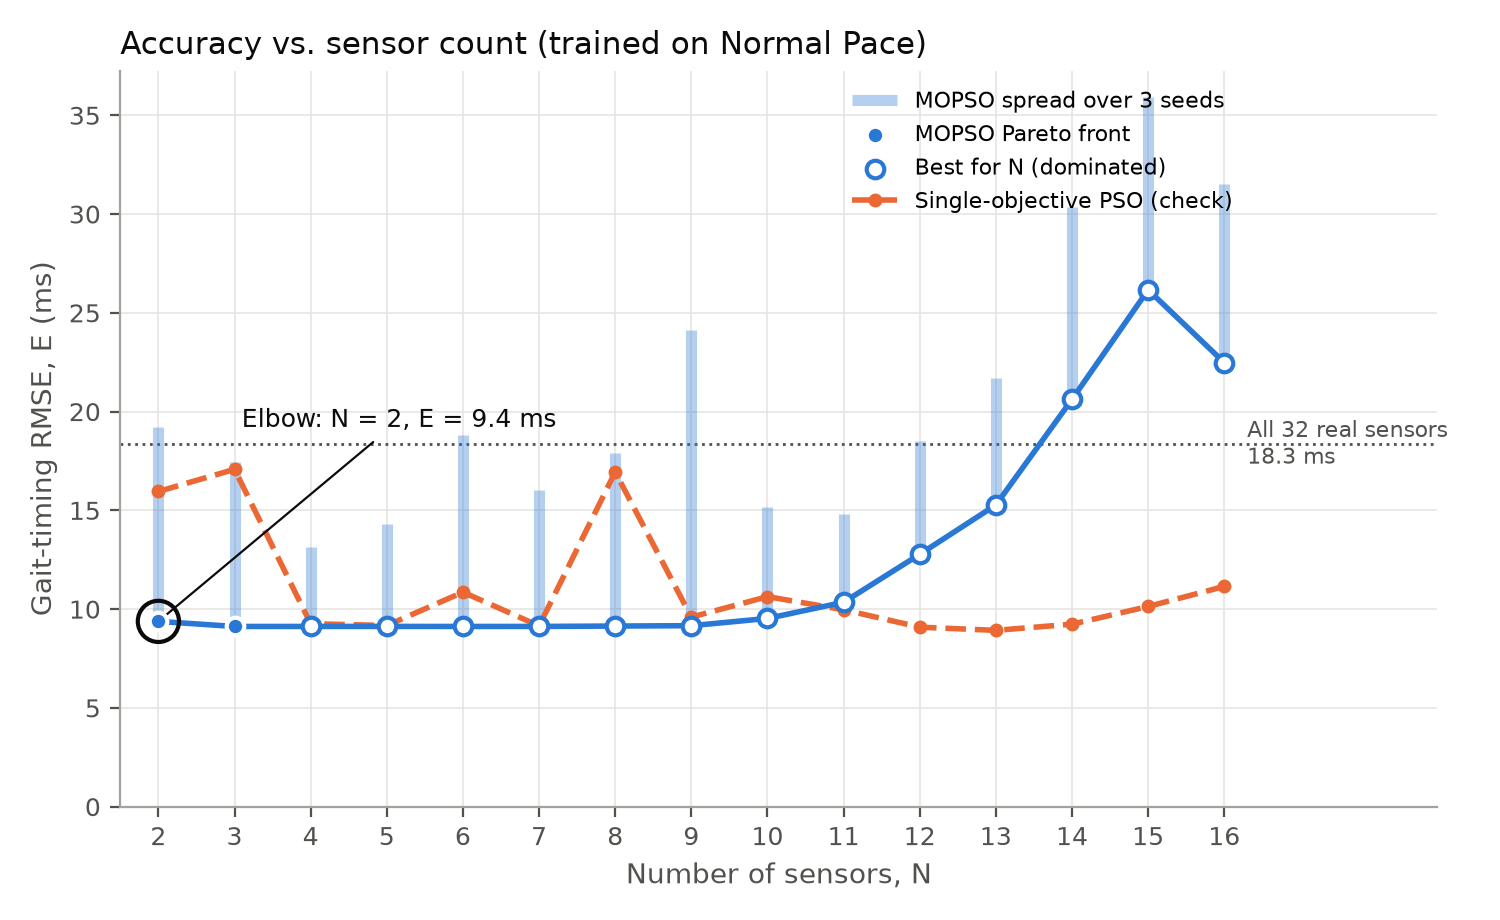 Accuracy vs. sensor count (trained on Normal Pace)
MOPSO spread over 3 seeds
MOPSO Pareto front
Best for N (dominated)
Single-objective PSO (check)
Gait-timing RMSE, E (ms)
35
30
25
20
15
10
5
0
Elbow: N = 2, E = 9.4 ms
All 32 real sensors
18.3 ms
2 3 4 5 6 7 8 9 10 11 12 13 14 15 16
Number of sensors, N